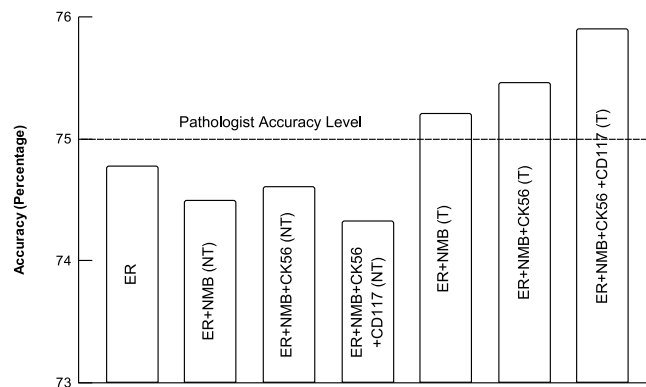 Accuracy (Percentage)
76
75
74
73
Pathologist Accuracy Level
ER
ER+NMB (NT)
ER+NMB+CK56 (NT)
ER+NMB+CK56
+CD117 (NT)
ER+NMB (T)
ER+NMB+CK56 (T)
ER+NMB+CK56 +CD117 (T)